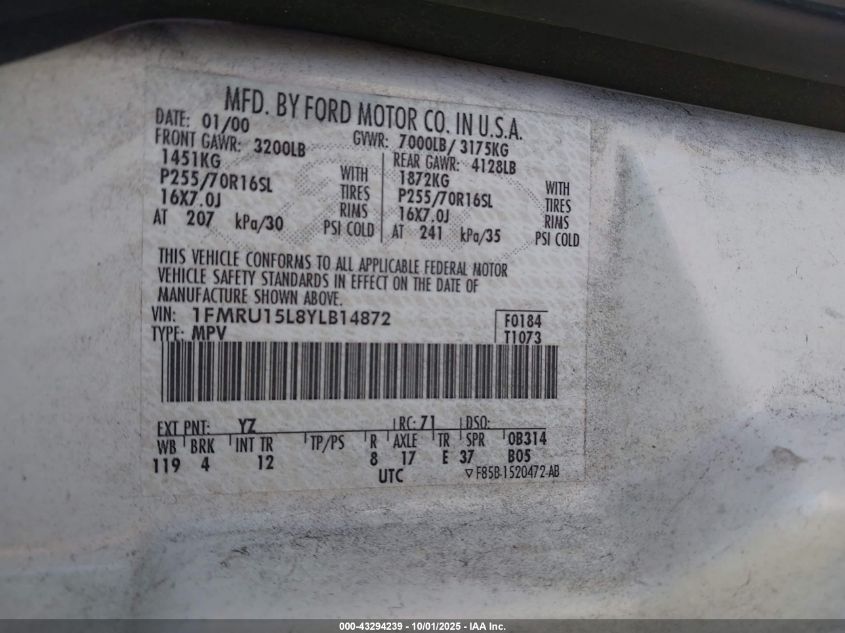 MFD. BY FORD MOTOR CO. IN U.S.A.
DATE: 01/00 GVWR: 7000LB/ 3175KG
FRONT GAWR: 3200LB REAR GAWR: 4128LB
1451KG WITH 1872KG WITH
P255/70R16SL TIRES P255/70R16SL TIRES
16X7.0J RIMS 16X7.0J RIMS
AT 207 kPa/30 PSI COLD AT 241 kPa/35 PSI COLD
THIS VEHICLE CONFORMS TO ALL APPLICABLE FEDERAL MOTOR
VEHICLE SAFETY STANDARDS IN EFFECT ON THE DATE OF
MANUFACTURE SHOWN ABOVE.
VIN: 1FMRU15L8YLB14872 F0184
TYPE: MPV T1073
EXT PNT: YZ RC: 71 DSO:
WB BRK INT TR TP/PS R AXLE TR SPR 0B314
119 4 12 8 17 E 37 B05
UTC ▽F85B-1520472-AB
000-43294239 - 10/01/2025 - IAA Inc.